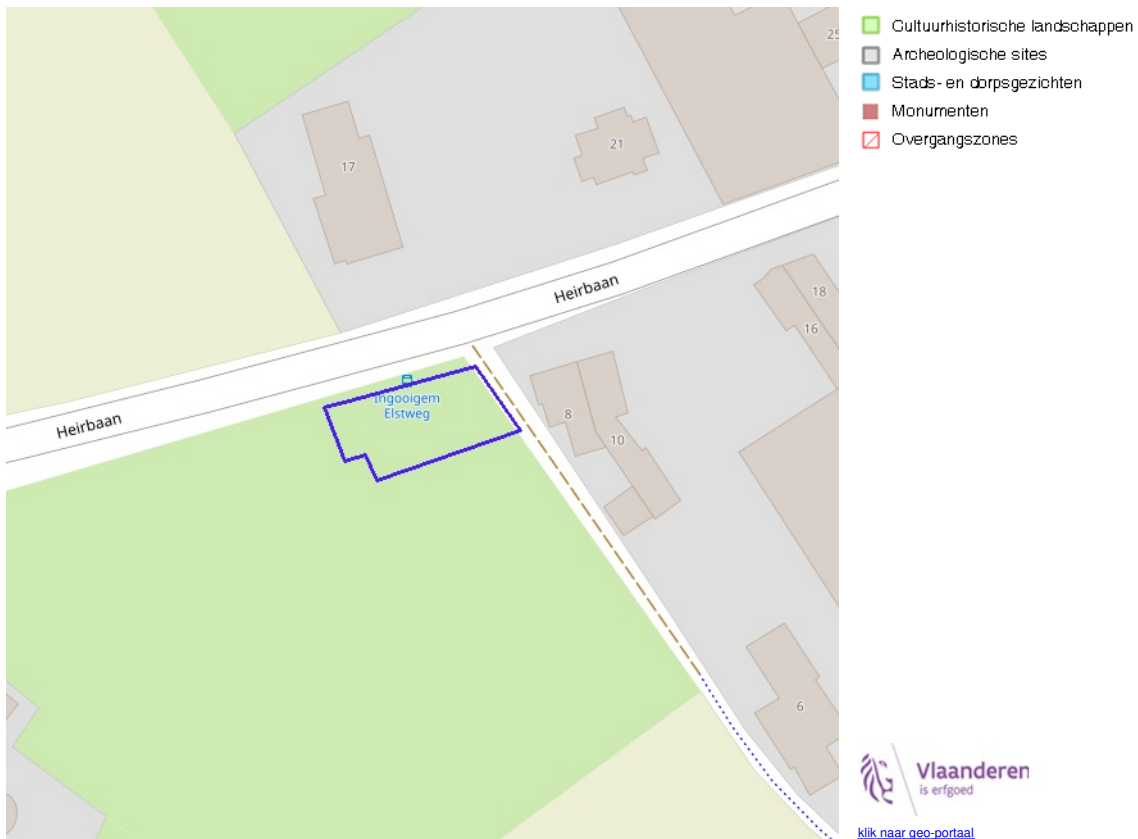 Cultuurhistorische landschappen
Archeologische sites
Stads- en dorpsgezichten
Monumenten
Overgangszones
25
17
21
Heirbaan
18
16
Ingooigem
Elstweg
Heirbaan
8
10
6
Vlaanderen
is erfgoed
klik naar geo-portaal